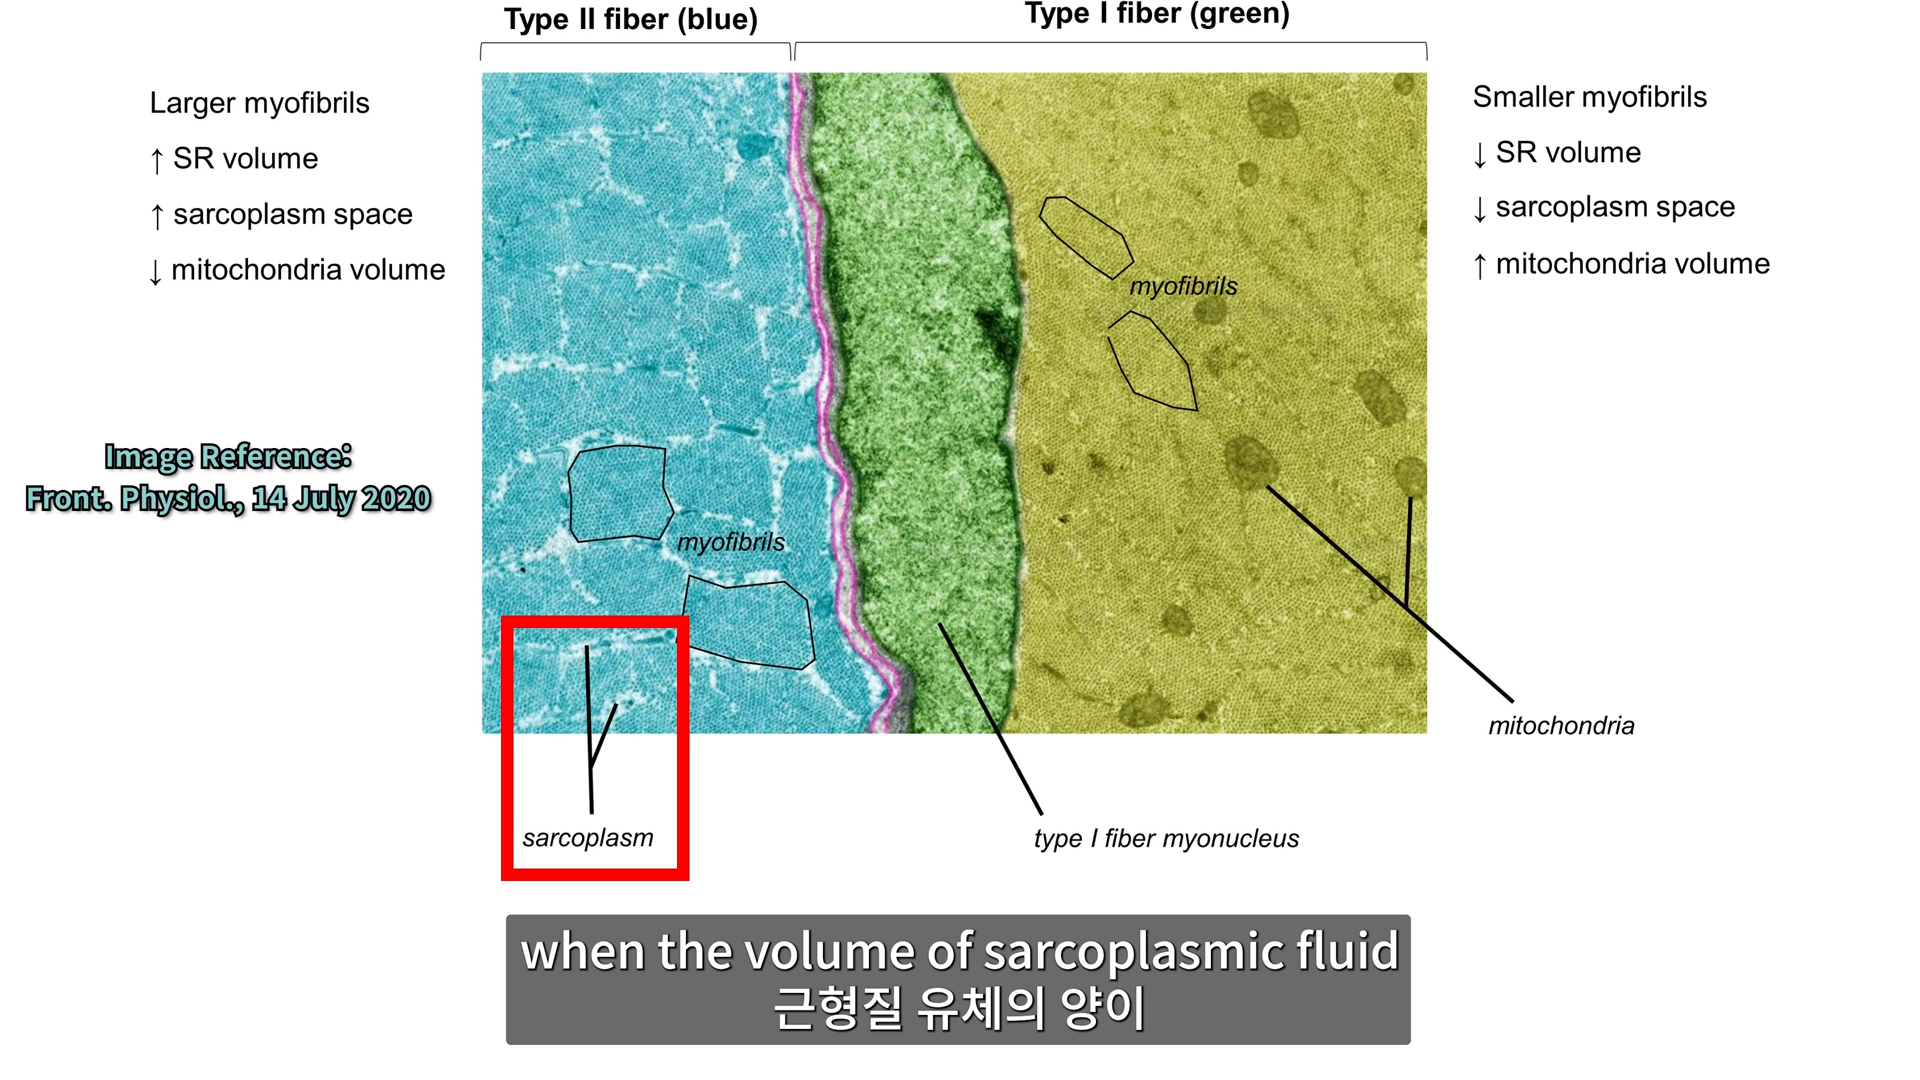 Type II fiber (blue)
Type I fiber (green)
Larger myofibrils
↑ SR volume
↑ sarcoplasm space
↓ mitochondria volume
Smaller myofibrils
↓ SR volume
↓ sarcoplasm space
↑ mitochondria volume
myofibrils
Image Reference:
Front. Physiol., 14 July 2020
myofibrils
mitochondria
sarcoplasm
type I fiber myonucleus
when the volume of sarcoplasmic fluid
근형질 유체의 양이